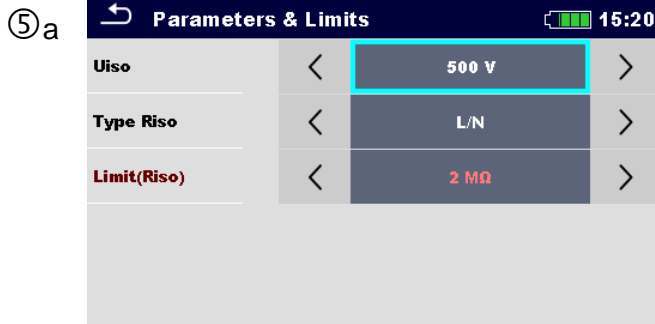 ⑤a
Parameters & Limits 15:20
Uiso 500 V
Type Riso L/N
Limit(Riso) 2 MΩ